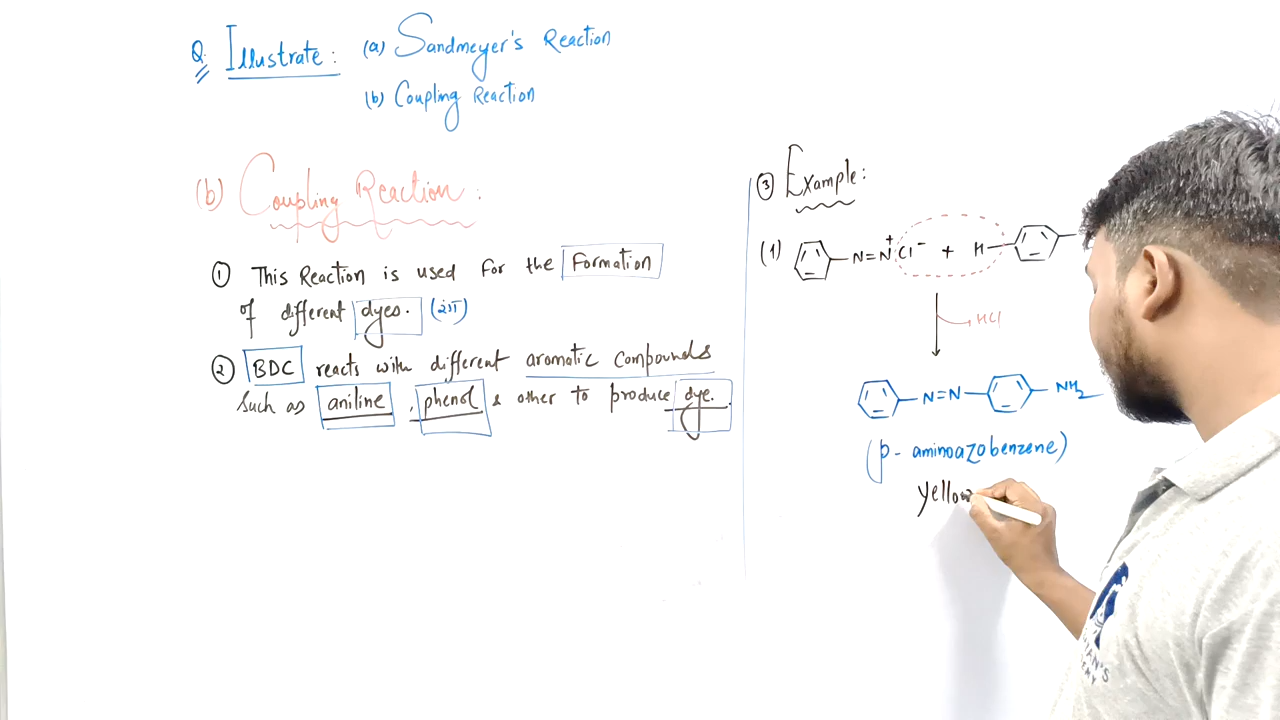 Q. Illustrate: (a) Sandmeyer's Reaction
(b) Coupling Reaction
(b) Coupling Reaction:
① This Reaction is used for the Formation
of different dyes. (रंग)
② BDC reacts with different aromatic compounds
such as aniline, phenol & other to produce dye.
③ Example:
(1) N=N⁺Cl⁻ + H
HCl
N=N NH₂
(p-aminoazobenzene)
Yellow